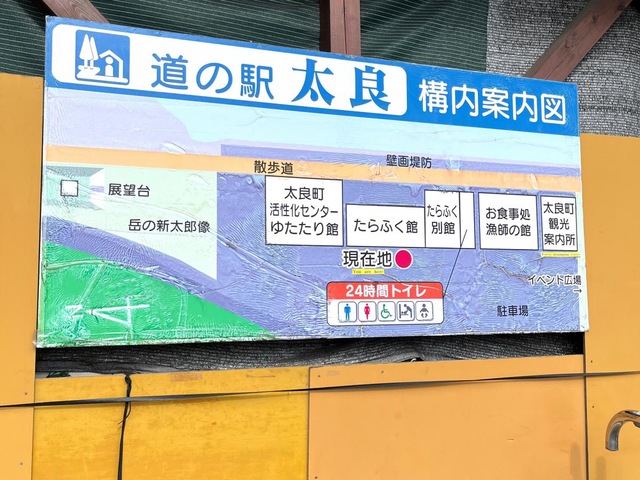 道の駅 太良 構内案内図
壁画堤防
散歩道
展望台
岳の新太郎像
太良町
活性化センター
ゆたたり館
たらふく館
たらふく
別館
お食事処
漁師の館
太良町
観光
案内所
現在地
You are here
24時間トイレ
イベント広場
→
駐車場